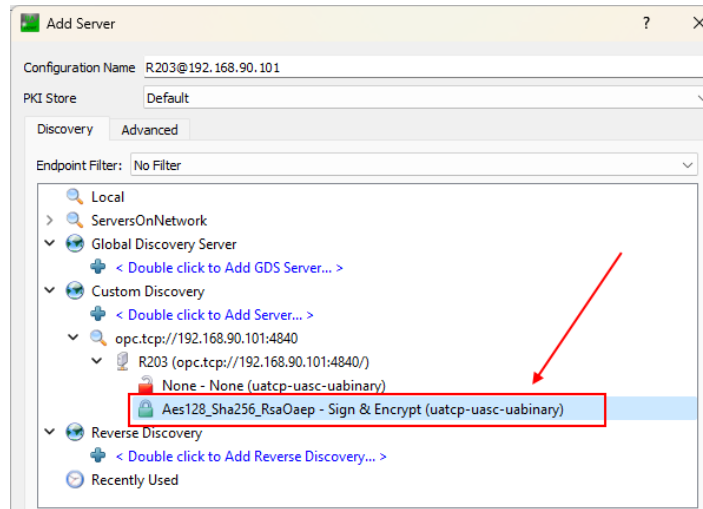 Add Server
Configuration Name R203@192.168.90.101
PKI Store Default
Discovery Advanced
Endpoint Filter: No Filter
Local
ServersOnNetwork
Global Discovery Server
< Double click to Add GDS Server... >
Custom Discovery
< Double click to Add Server... >
opc.tcp://192.168.90.101:4840
R203 (opc.tcp://192.168.90.101:4840/)
None - None (uatcp-uasc-uabinary)
Aes128_Sha256_RsaOaep - Sign & Encrypt (uatcp-uasc-uabinary)
Reverse Discovery
< Double click to Add Reverse Discovery... >
Recently Used